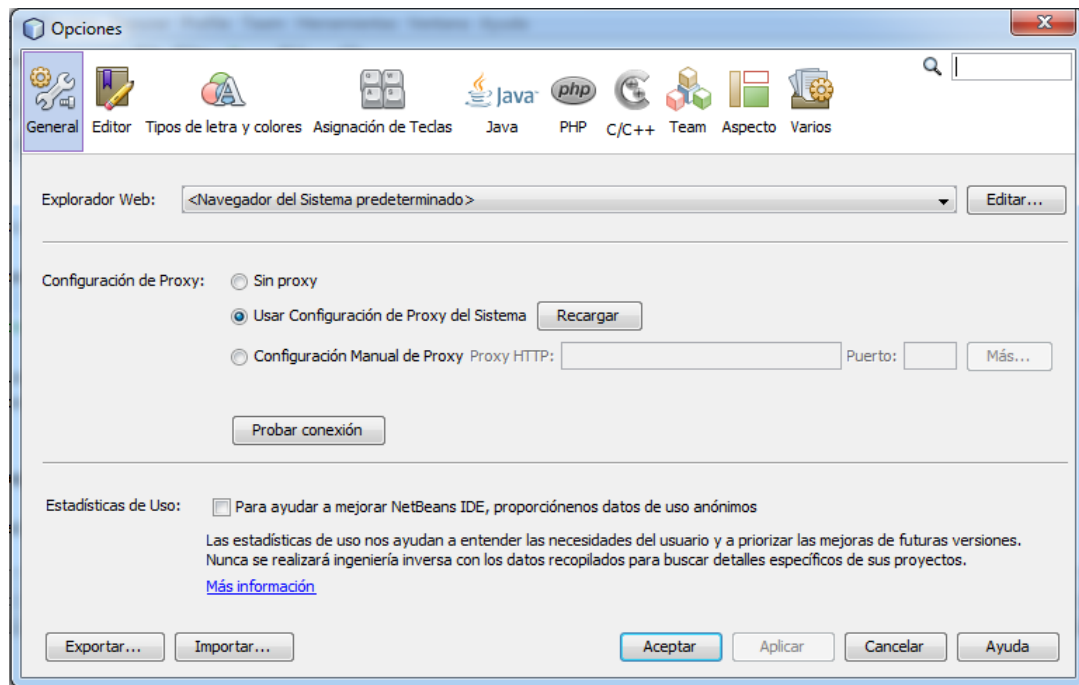 Opciones
General Editor Tipos de letra y colores Asignación de Teclas Java PHP C/C++ Team Aspecto Varios
Java
php
Explorador Web: <Navegador del Sistema predeterminado> Editar...
Configuración de Proxy: Sin proxy
Usar Configuración de Proxy del Sistema Recargar
Configuración Manual de Proxy Proxy HTTP: Puerto: Más...
Probar conexión
Estadísticas de Uso: Para ayudar a mejorar NetBeans IDE, proporciónenos datos de uso anónimos
Las estadísticas de uso nos ayudan a entender las necesidades del usuario y a priorizar las mejoras de futuras versiones.
Nunca se realizará ingeniería inversa con los datos recopilados para buscar detalles específicos de sus proyectos.
Más información
Exportar... Importar... Aceptar Aplicar Cancelar Ayuda